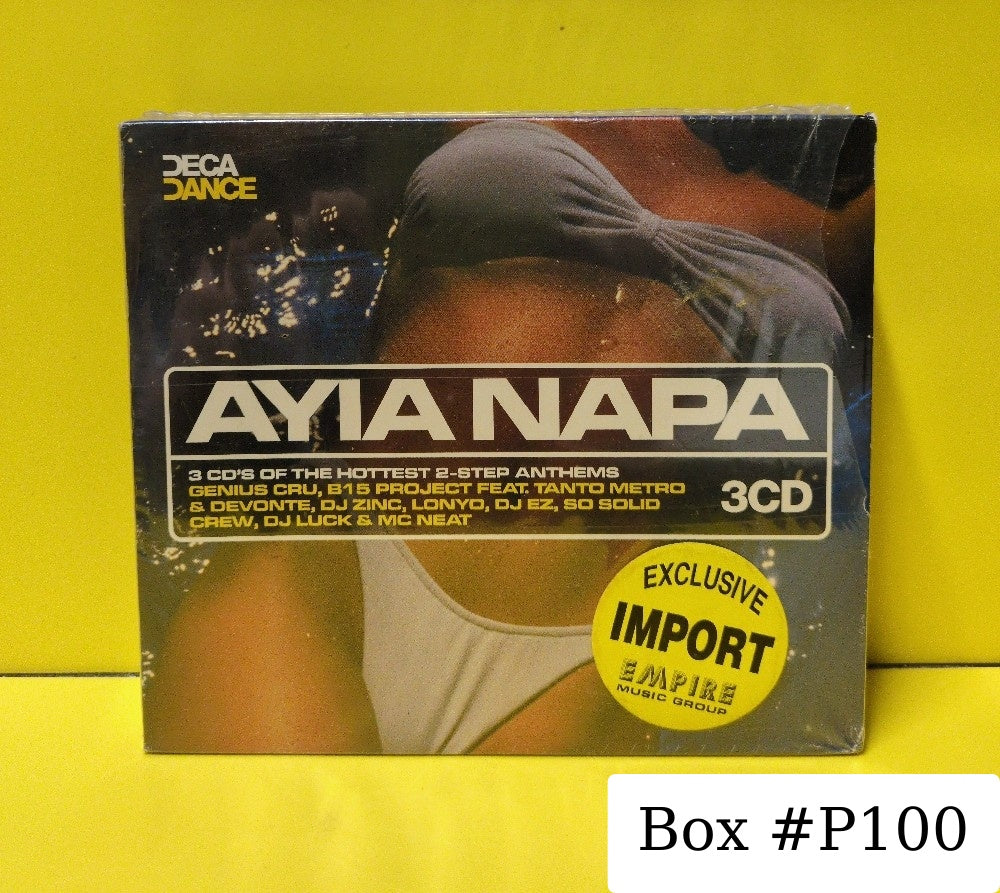 DECA
DANCE
AYIA NAPA
3 CD'S OF THE HOTTEST 2-STEP ANTHEMS
GENIUS CRU, B15 PROJECT FEAT. TANTO METRO
& DEVONTE, DJ ZINC, LONYO, DJ EZ, SO SOLID
CREW, DJ LUCK & MC NEAT
3CD
EXCLUSIVE
IMPORT
EMPIRE
MUSIC GROUP
Box #P100